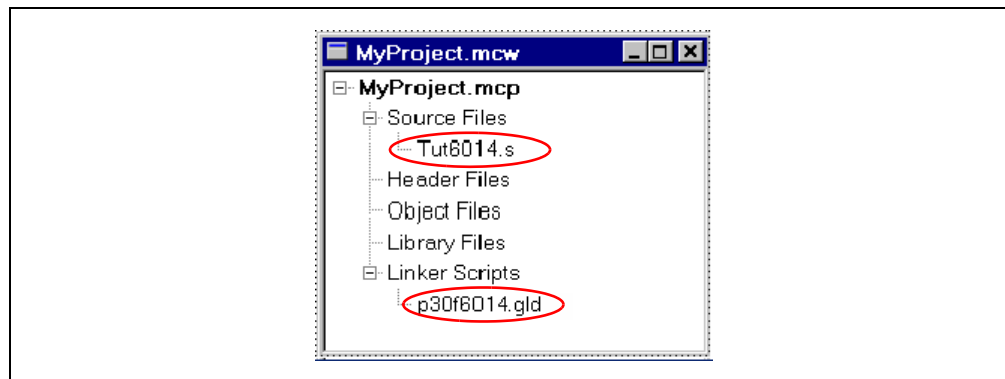 MyProject.mcw
MyProject.mcp
Source Files
Tut6014.s
Header Files
Object Files
Library Files
Linker Scripts
p30f6014.gld